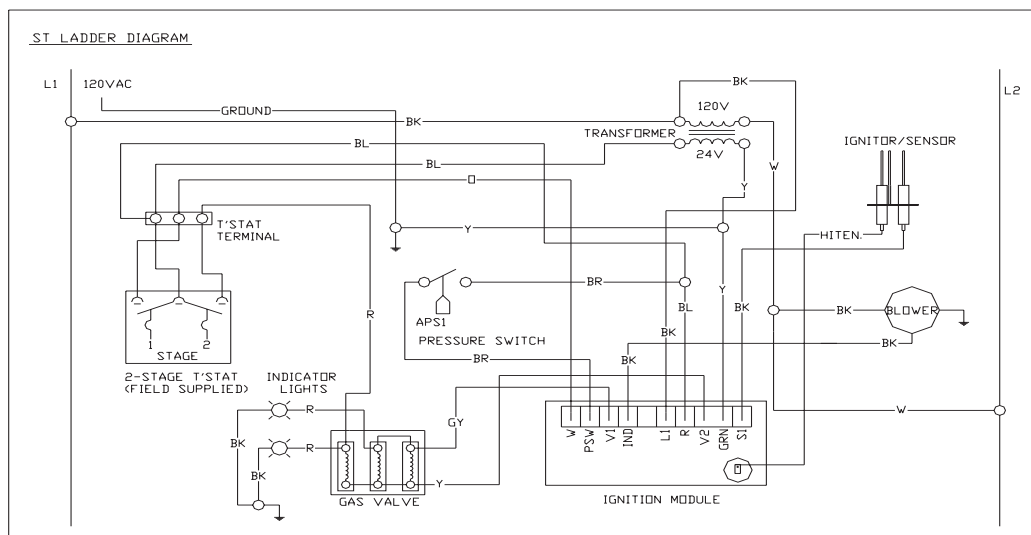 ST LADDER DIAGRAM
L1
120VAC
L2
GROUND
BK
BK
120V
TRANSFORMER
24V
IGNITOR/SENSOR
BL
BL
O
W
Y
T'STAT
TERMINAL
Y
HITEN.
R
BR
BL
Y
BK
BK
BK
BLOWER
APS1
PRESSURE SWITCH
BR
BK
BK
1
2
STAGE
2-STAGE T'STAT
(FIELD SUPPLIED)
INDICATOR
LIGHTS
R
R
BK
BK
GY
Y
GAS VALVE
W
PSW
V1
IND
L1
R
V2
GRN
S1
W
IGNITION MODULE